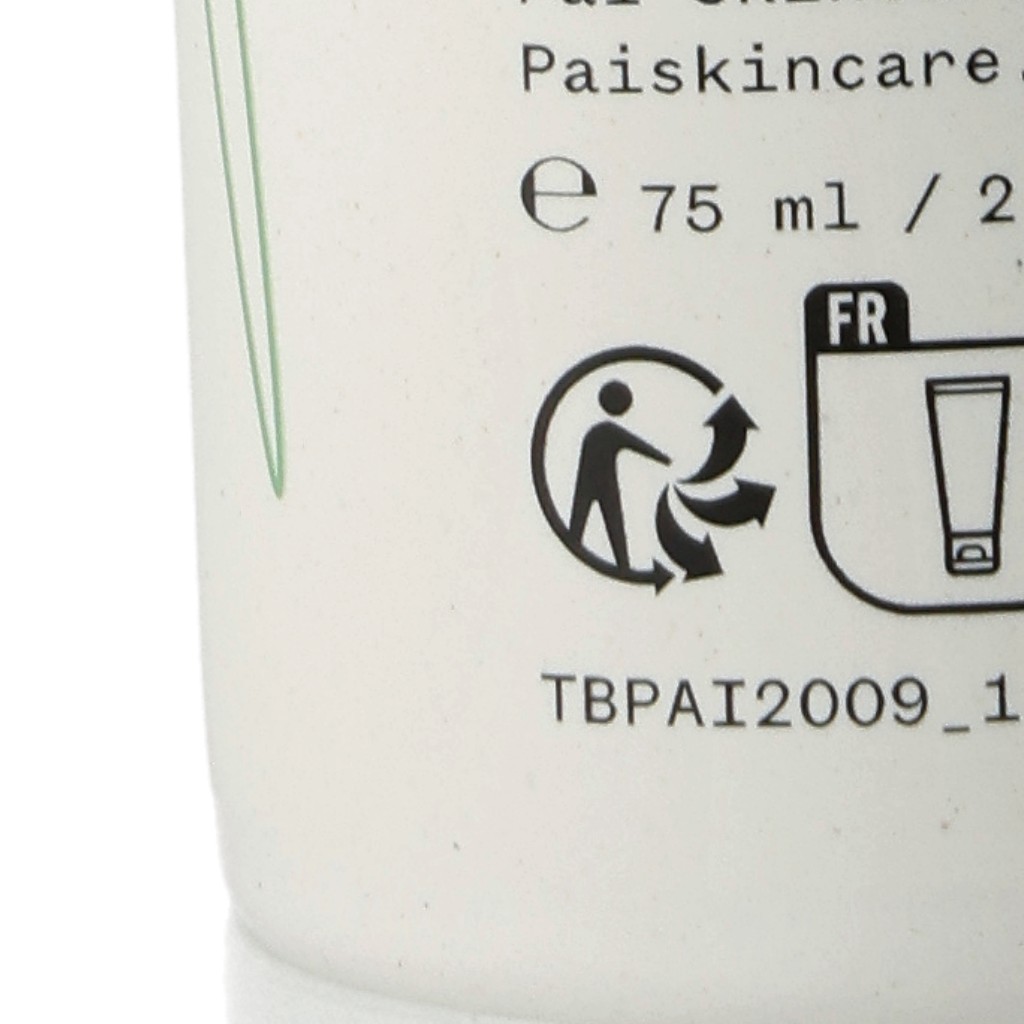 Paiskincare.
℮ 75 ml / 2
FR
TBPAI2009_1